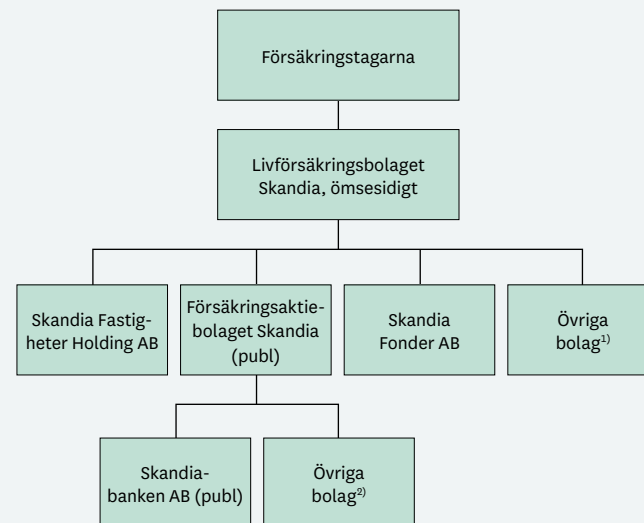 Försäkringstagarna
Livförsäkringsbolaget
Skandia, ömsesidigt
Skandia Fastig-
heter Holding AB
Försäkringsaktie-
bolaget Skandia
(publ)
Skandia
Fonder AB
Övriga
bolag¹⁾
Skandia-
banken AB (publ)
Övriga
bolag²⁾